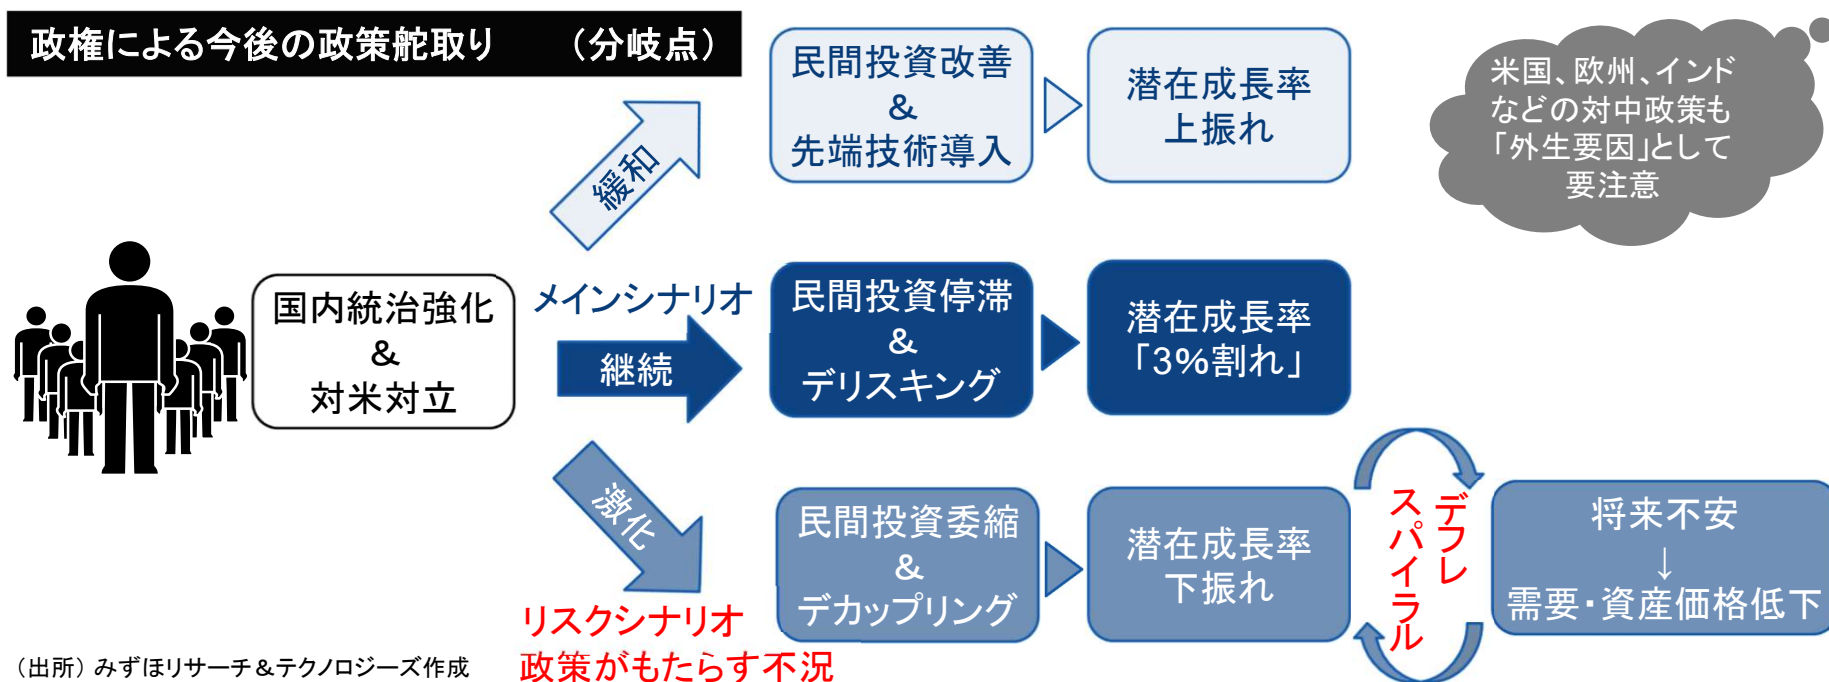 政権による今後の政策舵取り （分岐点）
民間投資改善
&
先端技術導入
潜在成長率
上振れ
米国、欧州、インド
などの対中政策も
「外生要因」として
要注意
緩和
国内統治強化
&
対米対立
メインシナリオ
継続
民間投資停滞
&
デリスキング
潜在成長率
「3%割れ」
激化
民間投資委縮
&
デカップリング
潜在成長率
下振れ
デフレ
スパイラル
将来不安
↓
需要・資産価格低下
リスクシナリオ
政策がもたらす不況
（出所）みずほリサーチ＆テクノロジーズ作成